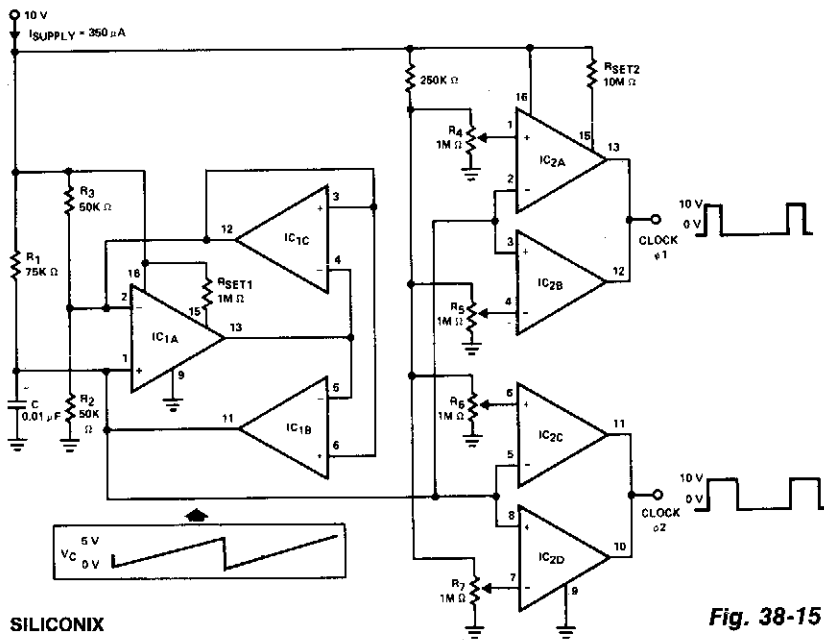 10 V
ISUPPLY = 350 µA
250K Ω
RSET2
10M Ω
16
15
R4
1M Ω
1
+
IC2A
13
2
−
10 V
0 V
CLOCK
φ1
3
+
IC2B
12
R5
1M Ω
4
−
R3
50K Ω
R1
75K Ω
12
3
+
IC1C
4
−
16
RSET1
1M Ω
2
−
15
IC1A
13
1
+
9
C
0.01 µF
R2
50K
Ω
11
5
−
IC1B
6
+
R6
1M Ω
6
+
IC2C
11
5
−
10 V
0 V
CLOCK
φ2
8
+
IC2D
10
R7
1M Ω
7
−
9
VC
5 V
0 V
SILICONIX
Fig. 38-15